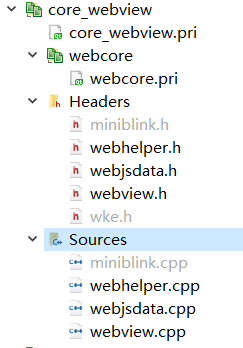 core_webview
core_webview.pri
webcore
webcore.pri
Headers
miniblink.h
webhelper.h
webjsdata.h
webview.h
wke.h
Sources
miniblink.cpp
webhelper.cpp
webjsdata.cpp
webview.cpp